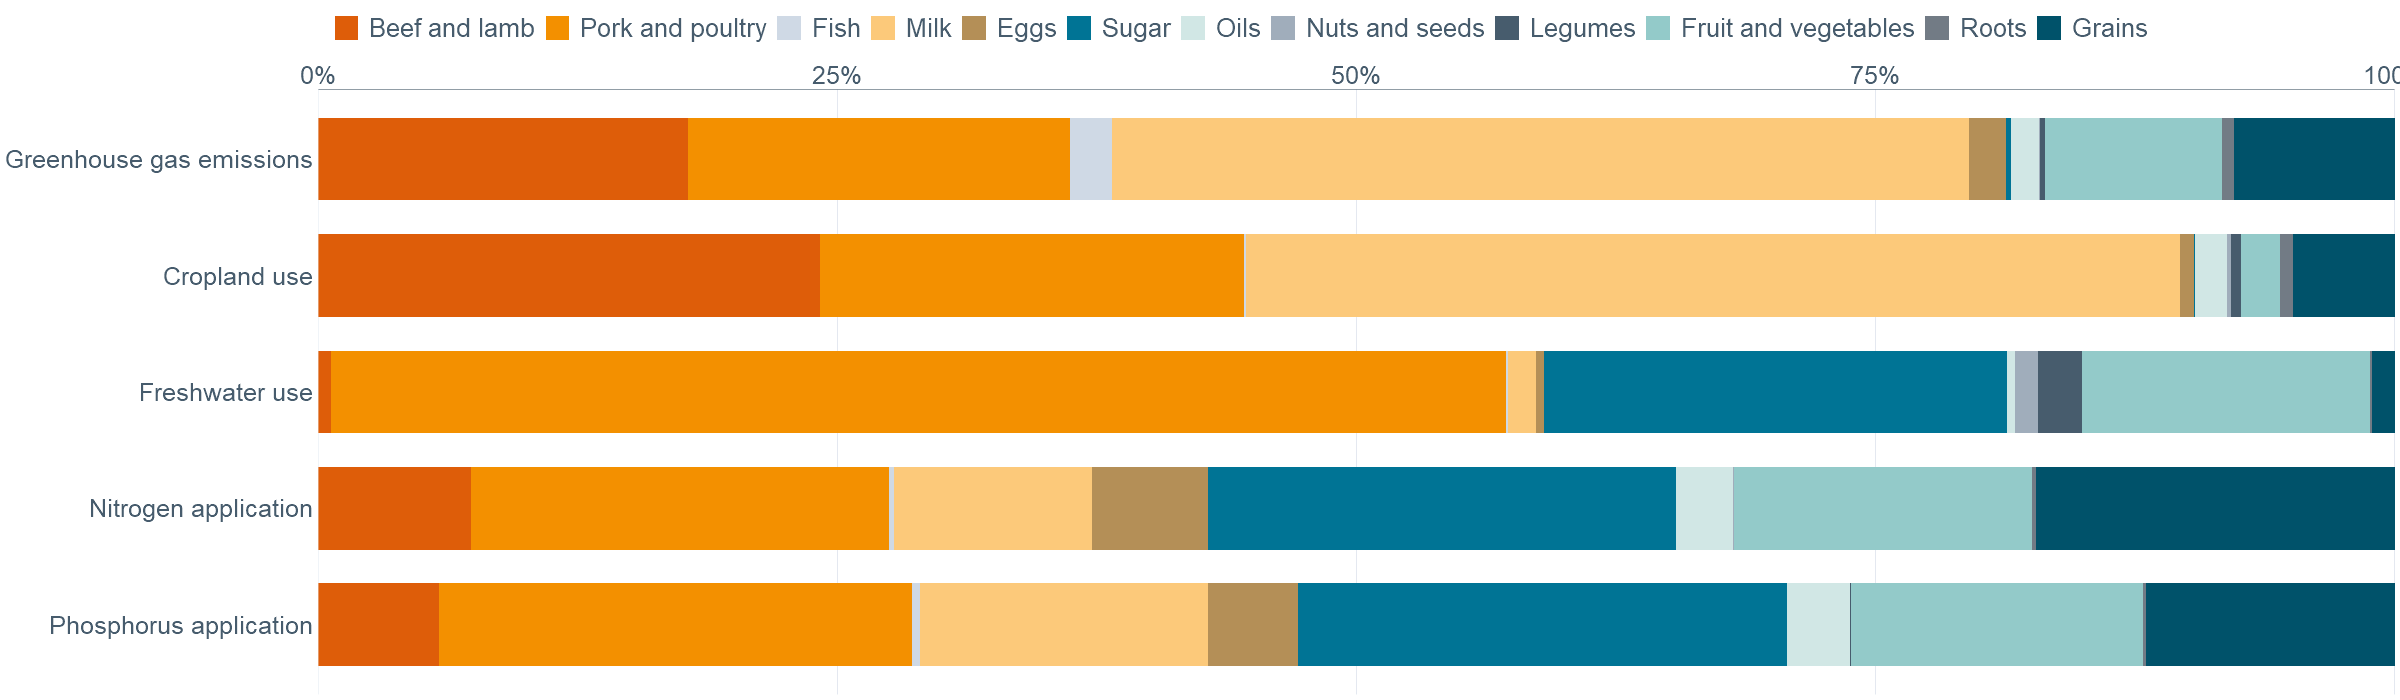 Beef and lamb Pork and poultry Fish Milk Eggs Sugar Oils Nuts and seeds Legumes Fruit and vegetables Roots Grains
0% 25% 50% 75% 100
Greenhouse gas emissions
Cropland use
Freshwater use
Nitrogen application
Phosphorus application